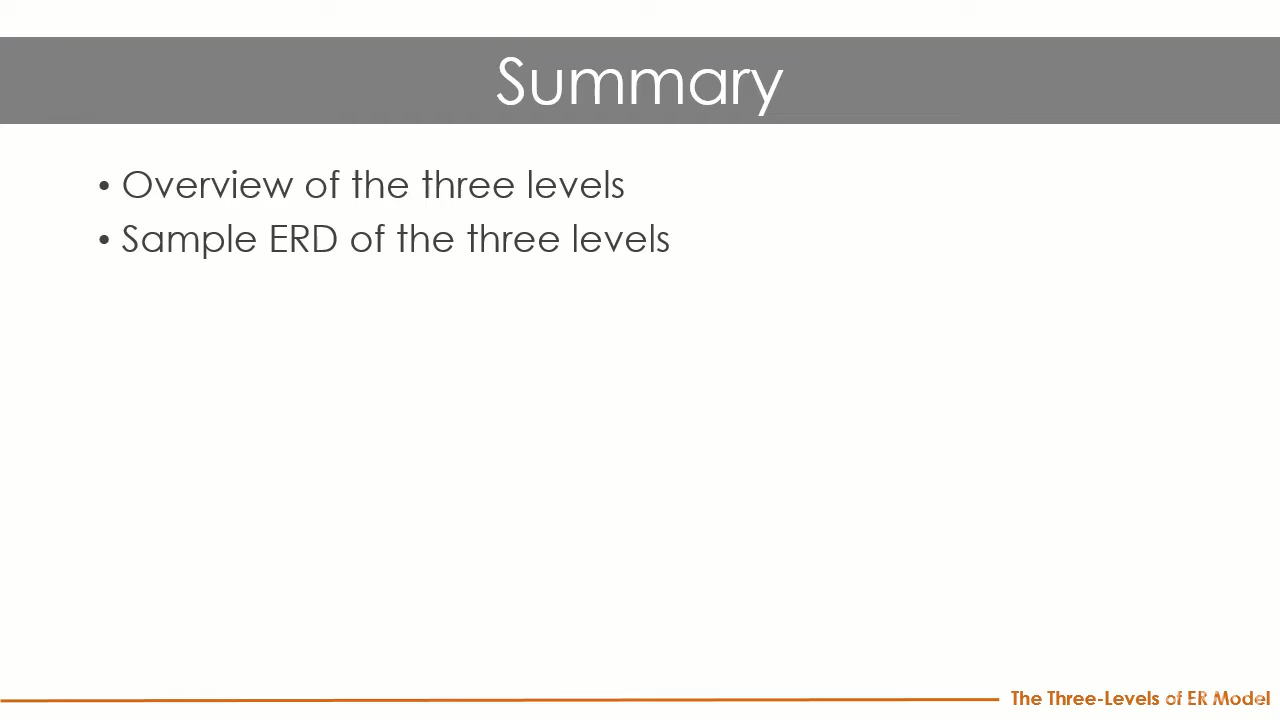 Summary
• Overview of the three levels
• Sample ERD of the three levels
The Three-Levels of ER Model